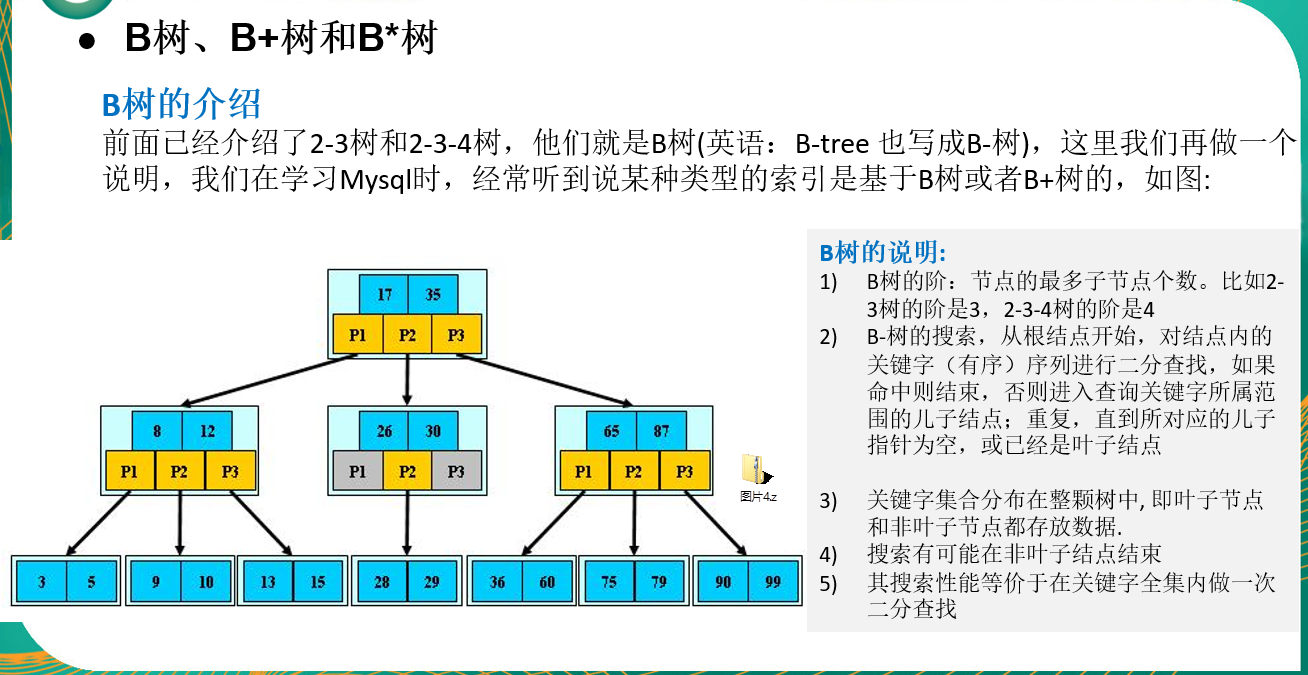 ● B树、B+树和B*树
B树的介绍
前面已经介绍了2-3树和2-3-4树，他们就是B树(英语：B-tree 也写成B-树)，这里我们再做一个
说明，我们在学习Mysql时，经常听到说某种类型的索引是基于B树或者B+树的，如图:
17 35
P1 P2 P3
8 12
P1 P2 P3
26 30
P1 P2 P3
65 87
P1 P2 P3
3 5
9 10
13 15
28 29
36 60
75 79
90 99
图片4.z
B树的说明:
1) B树的阶：节点的最多子节点个数。比如2-
3树的阶是3，2-3-4树的阶是4
2) B-树的搜索，从根结点开始，对结点内的
关键字（有序）序列进行二分查找，如果
命中则结束，否则进入查询关键字所属范
围的儿子结点；重复，直到所对应的儿子
指针为空，或已经是叶子结点
3) 关键字集合分布在整颗树中, 即叶子节点
和非叶子节点都存放数据.
4) 搜索有可能在非叶子结点结束
5) 其搜索性能等价于在关键字全集内做一次
二分查找